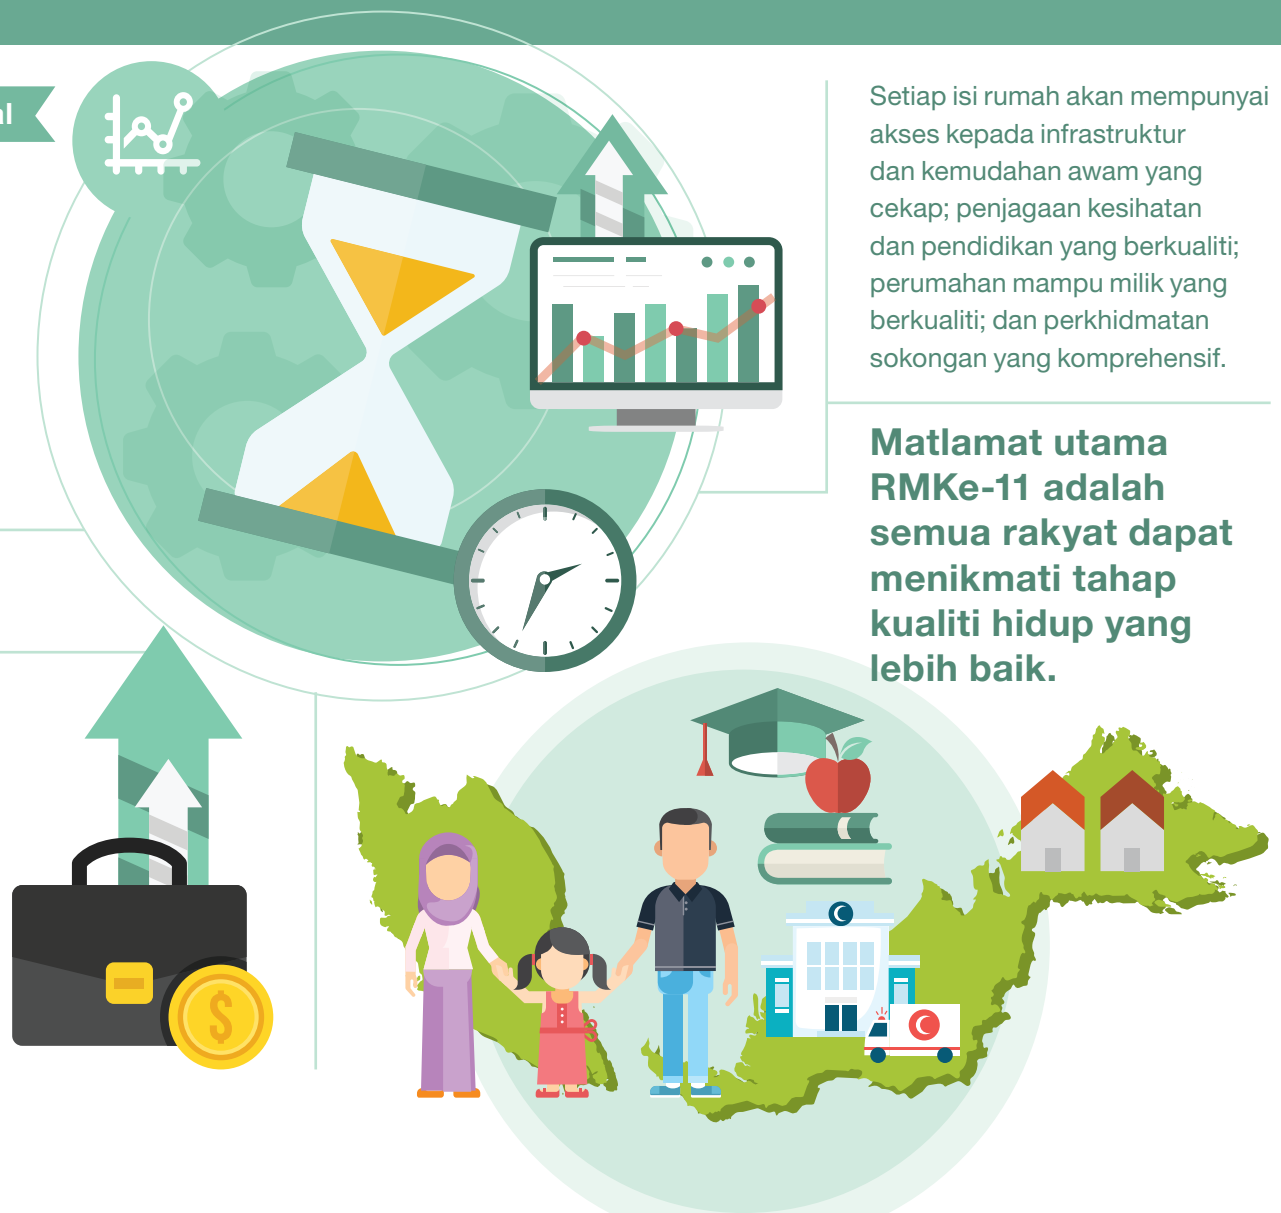 Setiap isi rumah akan mempunyai
akses kepada infrastruktur
dan kemudahan awam yang
cekap; penjagaan kesihatan
dan pendidikan yang berkualiti;
perumahan mampu milik yang
berkualiti; dan perkhidmatan
sokongan yang komprehensif.
Matlamat utama
RMKe-11 adalah
semua rakyat dapat
menikmati tahap
kualiti hidup yang
lebih baik.
$